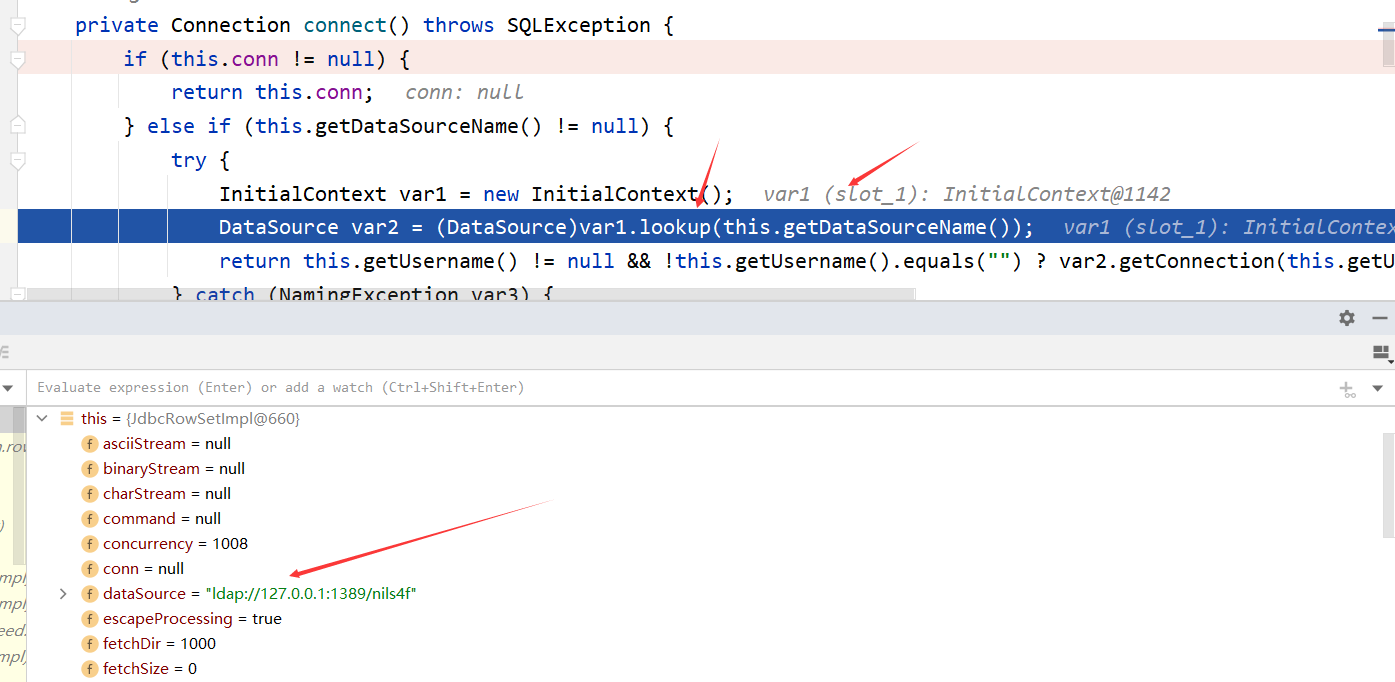 private Connection connect() throws SQLException {
if (this.conn != null) {
return this.conn; conn: null
} else if (this.getDataSourceName() != null) {
try {
InitialContext var1 = new InitialContext(); var1 (slot_1): InitialContext@1142
DataSource var2 = (DataSource)var1.lookup(this.getDataSourceName()); var1 (slot_1): InitialContex
return this.getUsername() != null && !this.getUsername().equals("") ? var2.getConnection(this.getU
} catch (NamingException var3) {
Evaluate expression (Enter) or add a watch (Ctrl+Shift+Enter)
this = {JdbcRowSetImpl@660}
f asciiStream = null
f binaryStream = null
f charStream = null
f command = null
f concurrency = 1008
f conn = null
f dataSource = "ldap://127.0.0.1:1389/nils4f"
f escapeProcessing = true
f fetchDir = 1000
f fetchSize = 0